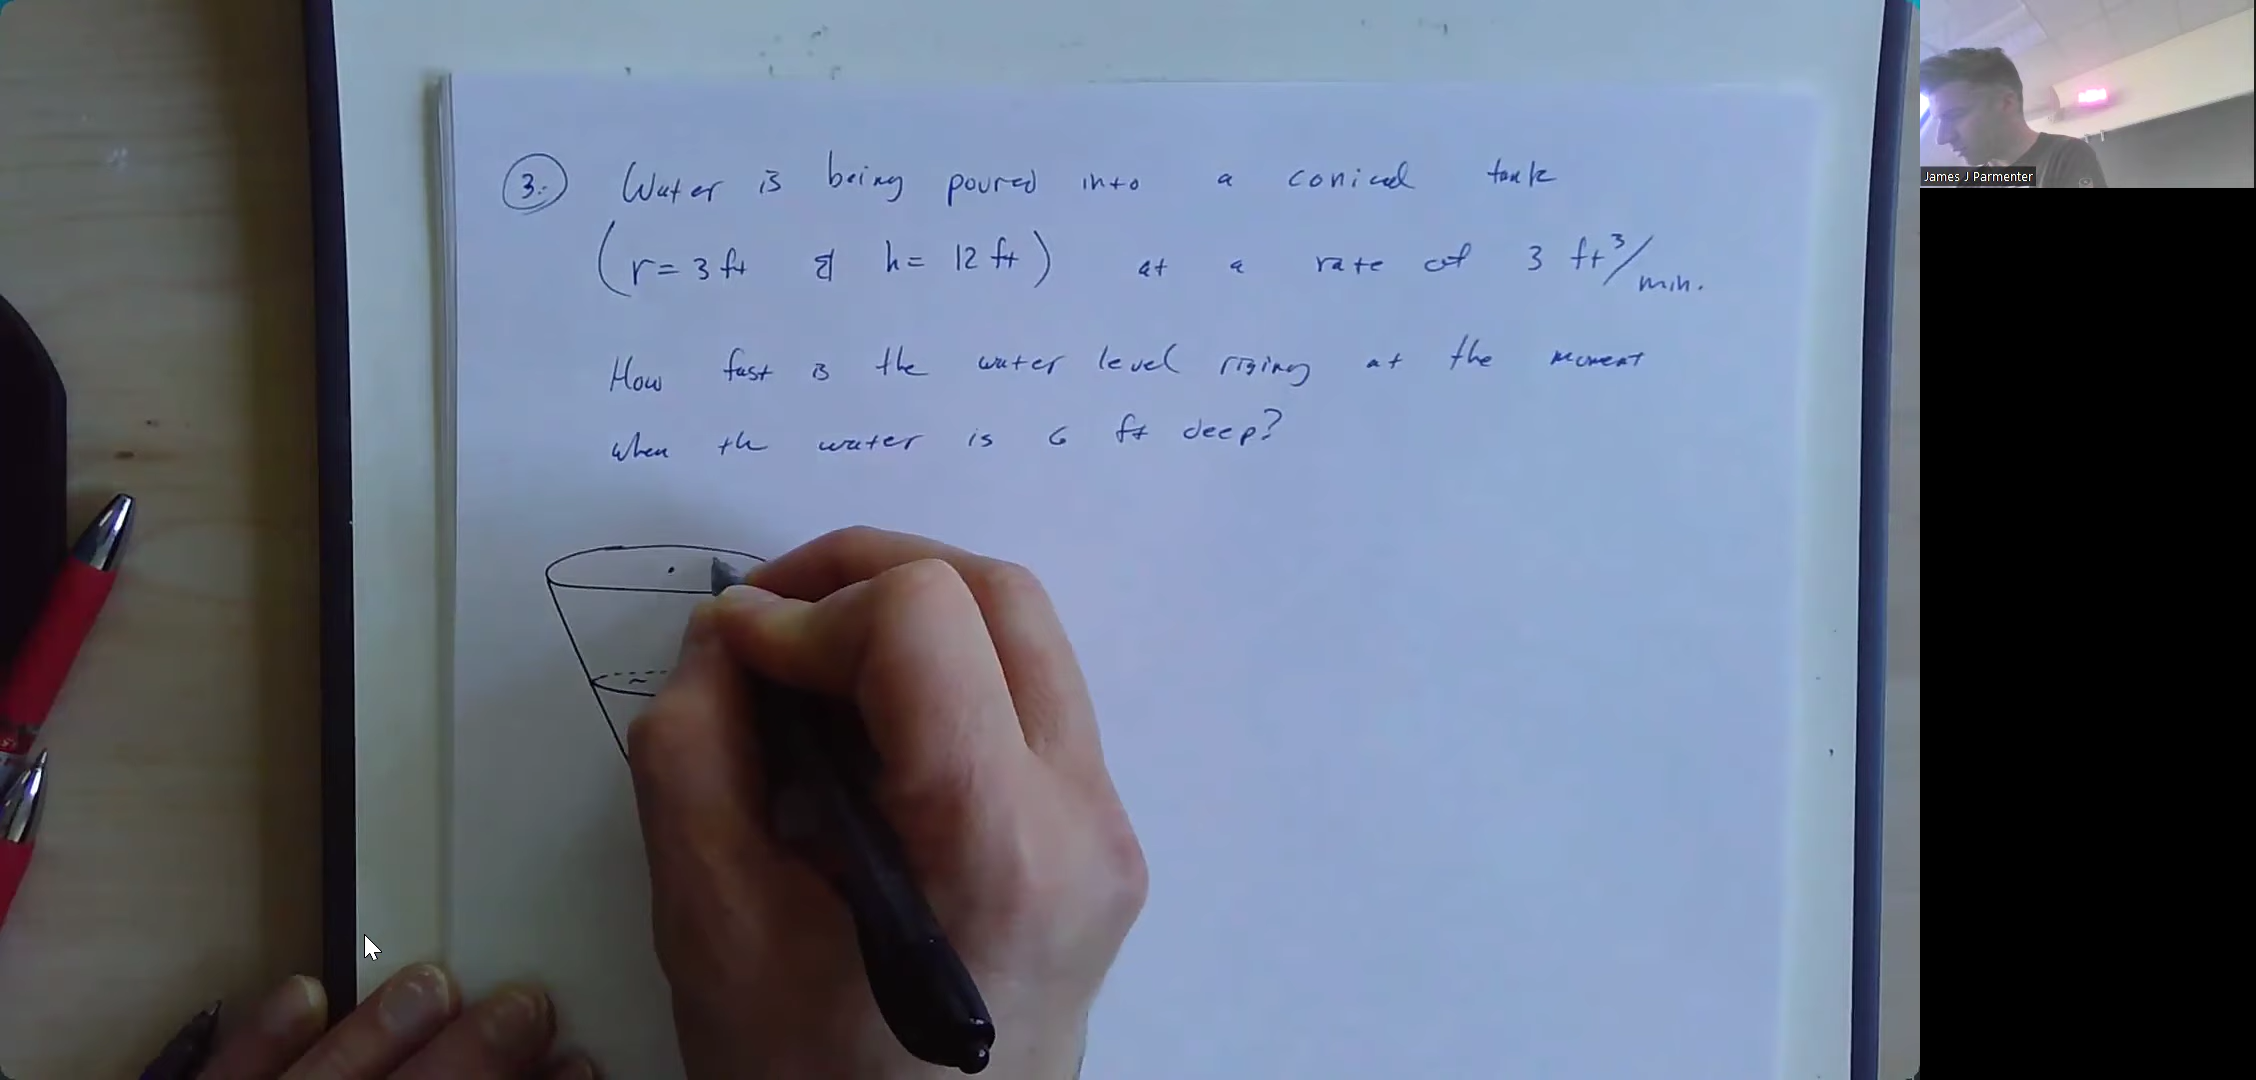 3. Water is being poured into a conical tank
(r = 3 ft & h = 12 ft) at a rate of 3 ft³/min.
How fast is the water level rising at the moment
when the water is 6 ft deep?
James J Parmenter